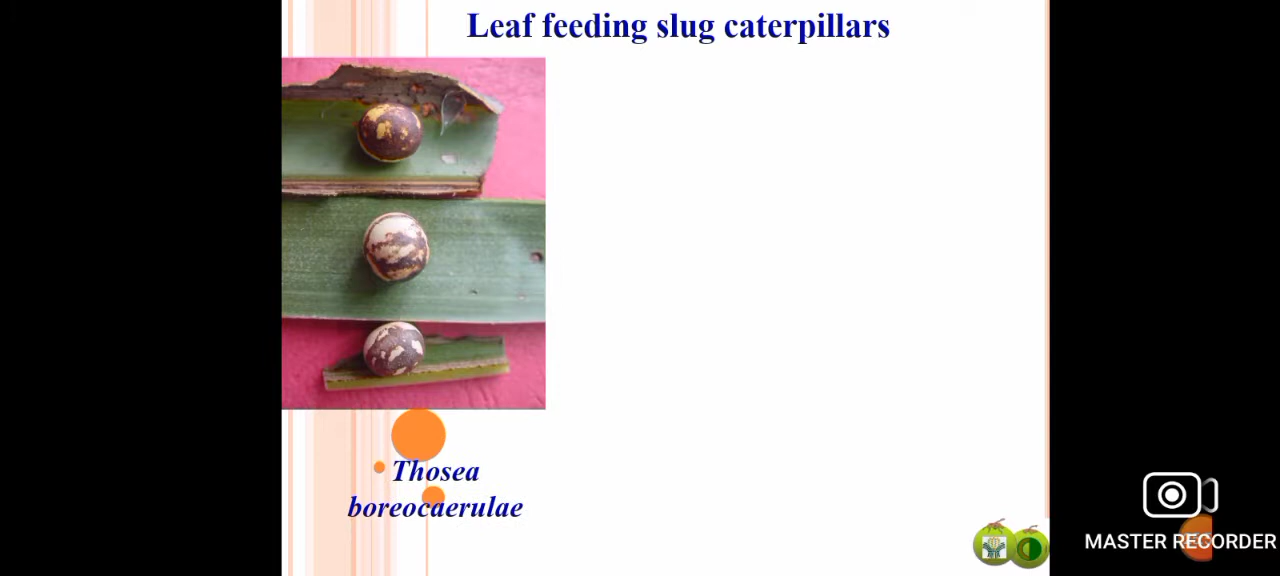 Leaf feeding slug caterpillars
Thosea
boreocaerulae
MASTER RECORDER